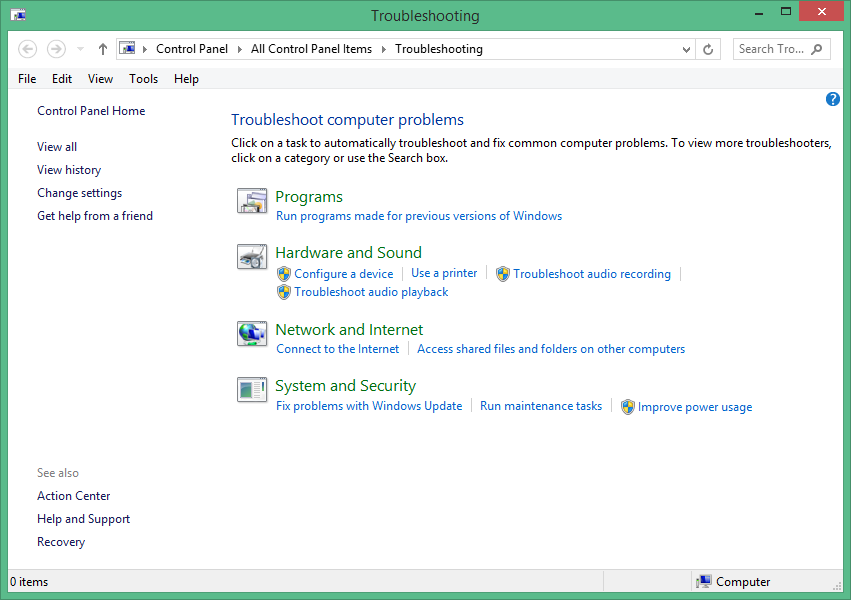 Troubleshooting
Control Panel All Control Panel Items Troubleshooting Search Tro...
File Edit View Tools Help
Control Panel Home
View all
View history
Change settings
Get help from a friend
Troubleshoot computer problems
Click on a task to automatically troubleshoot and fix common computer problems. To view more troubleshooters,
click on a category or use the Search box.
Programs
Run programs made for previous versions of Windows
Hardware and Sound
Configure a device Use a printer Troubleshoot audio recording
Troubleshoot audio playback
Network and Internet
Connect to the Internet Access shared files and folders on other computers
System and Security
Fix problems with Windows Update Run maintenance tasks Improve power usage
See also
Action Center
Help and Support
Recovery
0 items Computer